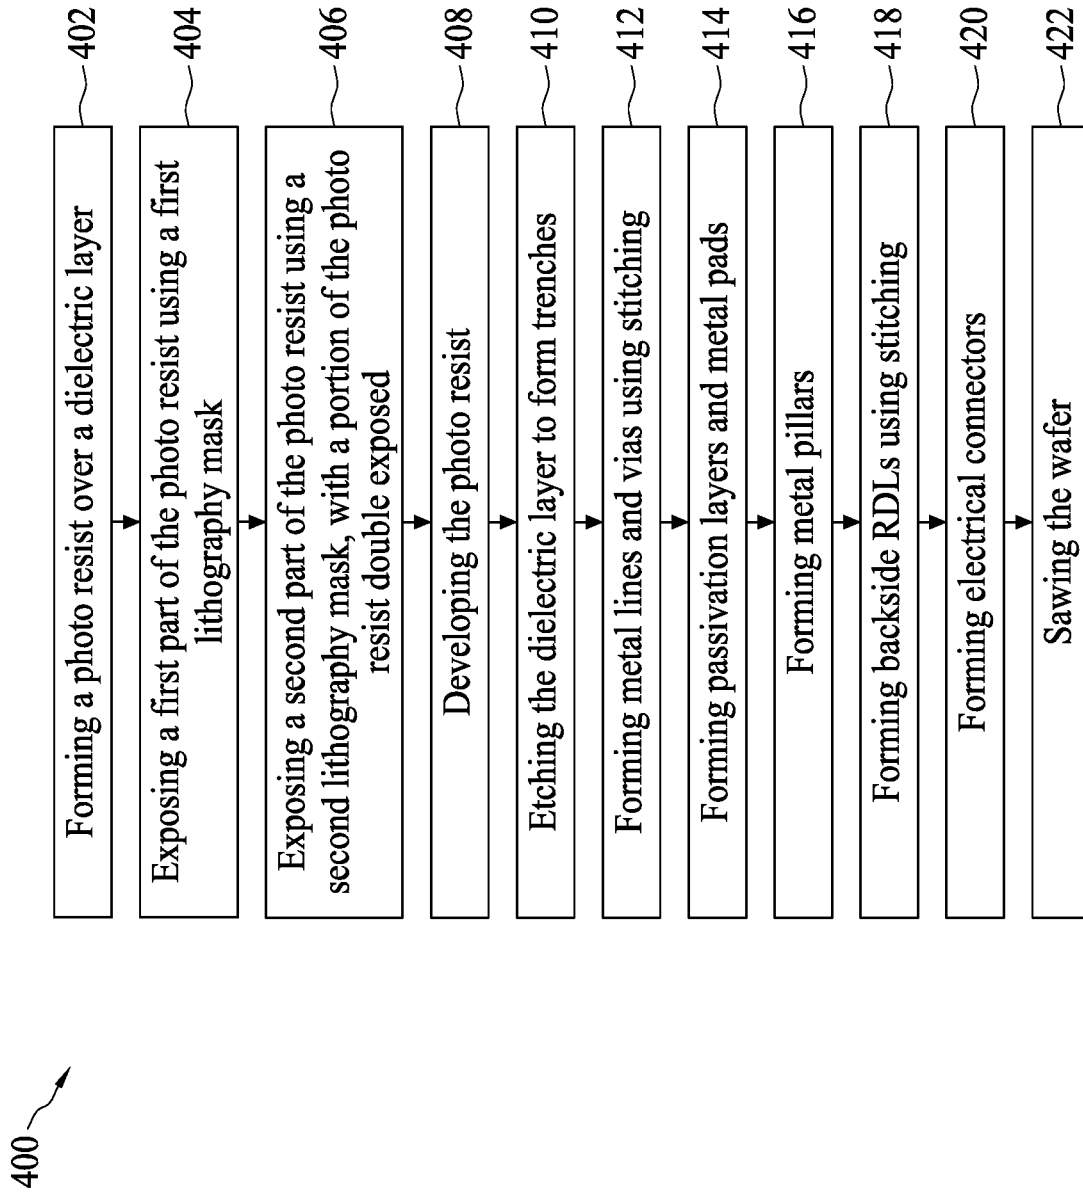 400
Forming a photo resist over a dielectric layer
402
Exposing a first part of the photo resist using a first
lithography mask
404
Exposing a second part of the photo resist using a
second lithography mask, with a portion of the photo
resist double exposed
406
Developing the photo resist
408
Etching the dielectric layer to form trenches
410
Forming metal lines and vias using stitching
412
Forming passivation layers and metal pads
414
Forming metal pillars
416
Forming backside RDLs using stitching
418
Forming electrical connectors
420
Sawing the wafer
422